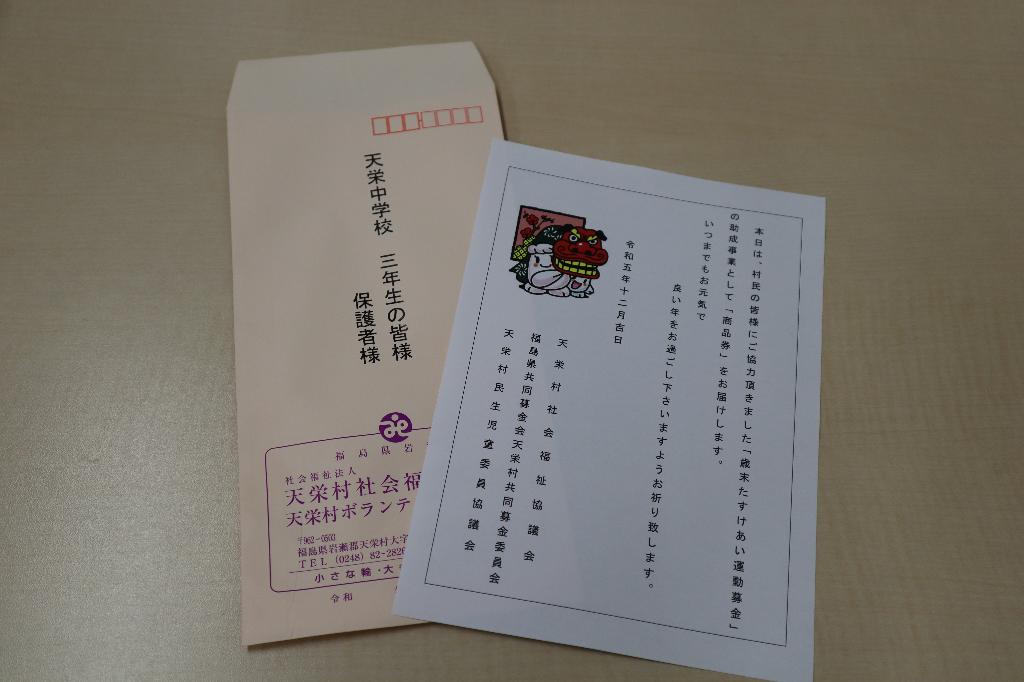 天栄中学校 三年生の皆様
保護者様
福島県岩
社会福祉法人
天栄村社会福
天栄村ボランテ
〒962-0503
福島県岩瀬郡天栄村大字
TEL (0248) 82-2826
小さな輪・大
令和
本日は、村民の皆様にご協力頂きました「歳末たすけあい運動募金」
の助成事業として「商品券」をお届けします。
いつまでもお元気で
良い年をお過ごし下さいますようお祈り致します。
令和五年十二月吉日
天栄村社会福祉協議会
福島県共同募金会天栄村共同募金委員会
天栄村民生児童委員協議会